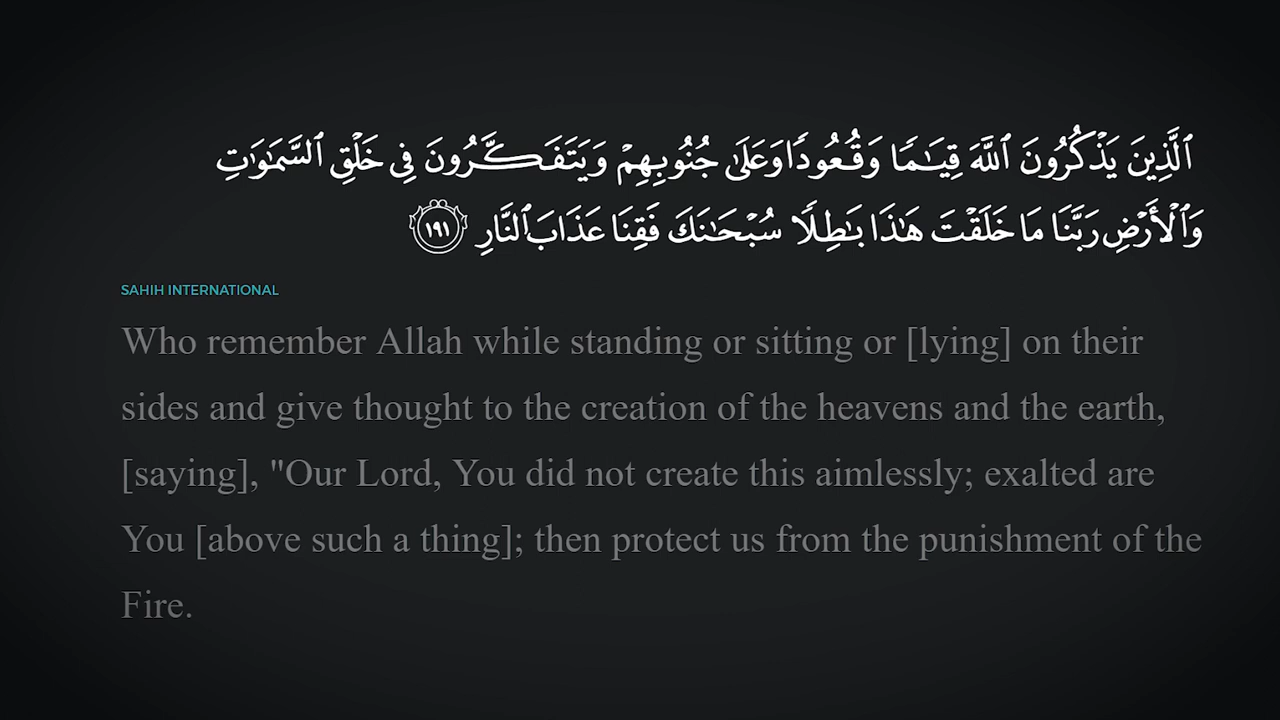 ٱلَّذِينَ يَذْكُرُونَ ٱللَّهَ قِيَـٰمًا وَقُعُودًا وَعَلَىٰ جُنُوبِهِمْ وَيَتَفَكَّرُونَ فِى خَلْقِ ٱلسَّمَـٰوَٰتِ
وَٱلْأَرْضِ رَبَّنَا مَا خَلَقْتَ هَـٰذَا بَـٰطِلًا سُبْحَـٰنَكَ فَقِنَا عَذَابَ ٱلنَّارِ ١٩١
SAHIH INTERNATIONAL
Who remember Allah while standing or sitting or [lying] on their
sides and give thought to the creation of the heavens and the earth,
[saying], "Our Lord, You did not create this aimlessly; exalted are
You [above such a thing]; then protect us from the punishment of the
Fire.